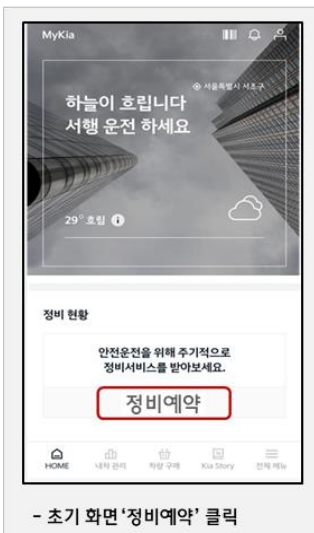 MyKia
서울특별시 서초구
하늘이 흐립니다
서행 운전 하세요
29° 흐림
정비 현황
안전운전을 위해 주기적으로
정비서비스를 받아보세요.
정비예약
HOME 내차 관리 차량 구매 Kia Story 전체 메뉴
- 초기 화면 ‘정비예약’ 클릭